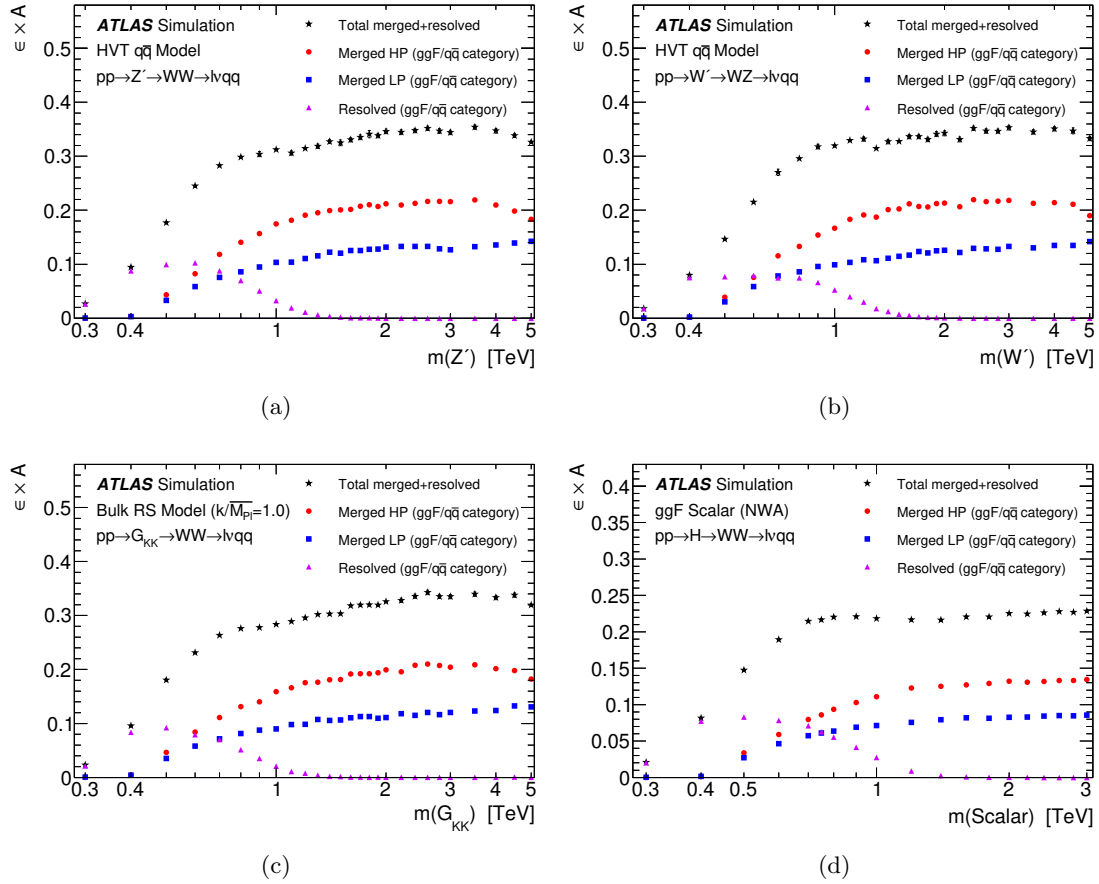 ATLAS Simulation
HVT qq̅ Model
pp→Z′→WW→lνqq
Total merged+resolved
Merged HP (ggF/qq̅ category)
Merged LP (ggF/qq̅ category)
Resolved (ggF/qq̅ category)
∈ × A
0.5
0.4
0.3
0.2
0.1
0
0.3 0.4 1 2 3 4 5
m(Z′) [TeV]
(a)
ATLAS Simulation
HVT qq̅ Model
pp→W′→WZ→lνqq
Total merged+resolved
Merged HP (ggF/qq̅ category)
Merged LP (ggF/qq̅ category)
Resolved (ggF/qq̅ category)
∈ × A
0.5
0.4
0.3
0.2
0.1
0
0.3 0.4 1 2 3 4 5
m(W′) [TeV]
(b)
ATLAS Simulation
Bulk RS Model (k/M̅_Pl=1.0)
pp→G_KK→WW→lνqq
Total merged+resolved
Merged HP (ggF/qq̅ category)
Merged LP (ggF/qq̅ category)
Resolved (ggF/qq̅ category)
∈ × A
0.5
0.4
0.3
0.2
0.1
0
0.3 0.4 1 2 3 4 5
m(G_KK) [TeV]
(c)
ATLAS Simulation
ggF Scalar (NWA)
pp→H→WW→lνqq
Total merged+resolved
Merged HP (ggF/qq̅ category)
Merged LP (ggF/qq̅ category)
Resolved (ggF/qq̅ category)
∈ × A
0.4
0.35
0.3
0.25
0.2
0.15
0.1
0.05
0
0.3 0.4 0.5 1 2 3
m(Scalar) [TeV]
(d)